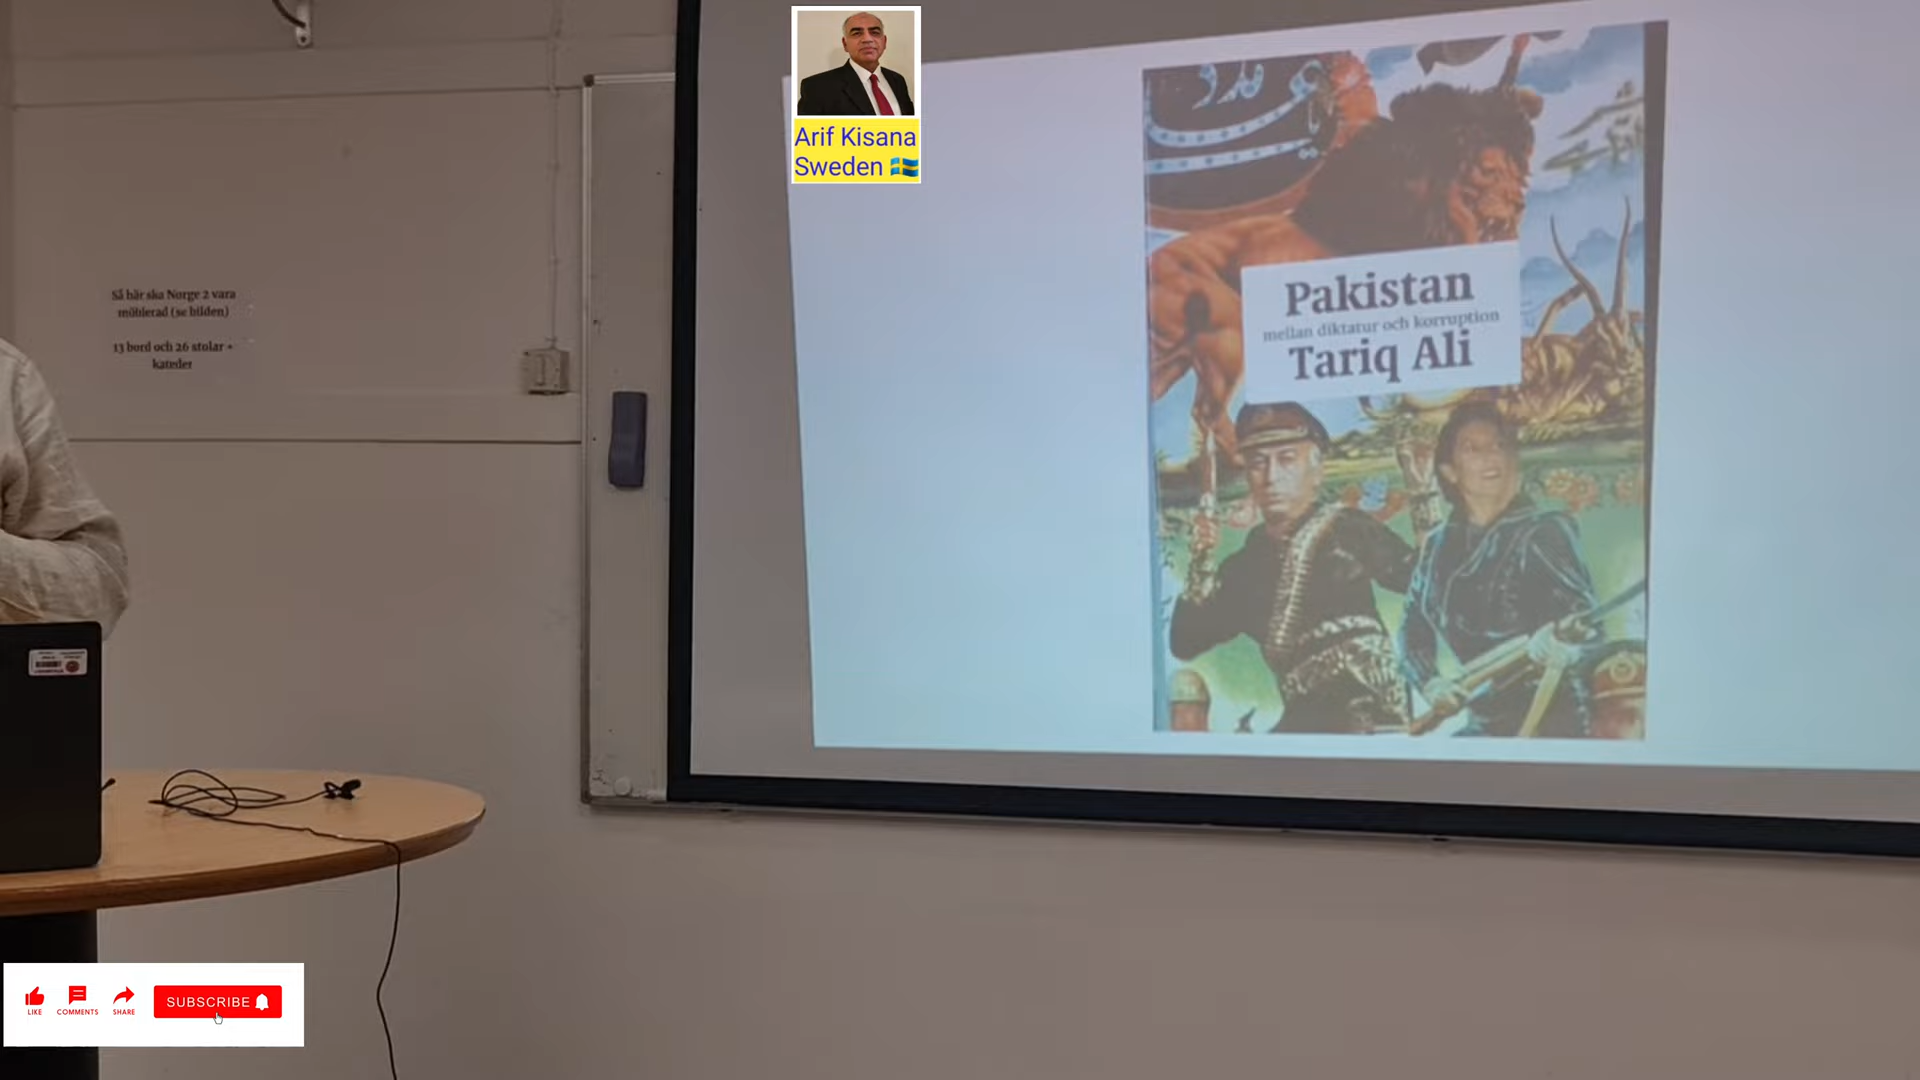 Arif Kisana
Sweden 🇸🇪
Så här ska Norge 2 vara
möblerad (se bilden)
13 bord och 26 stolar +
kateder
Pakistan
mellan diktatur och korruption
Tariq Ali
LIKE
COMMENTS
SHARE
SUBSCRIBE